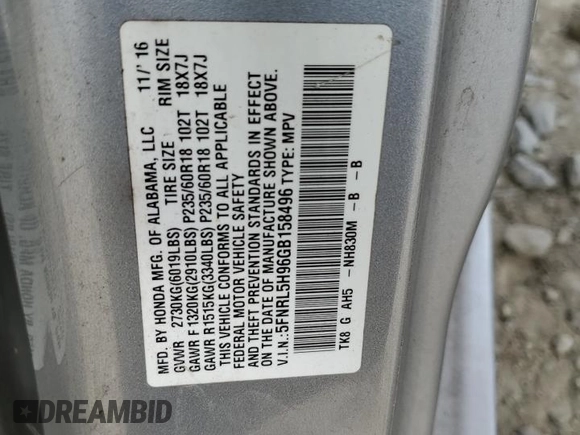 MFD. BY HONDA MFG. OF ALABAMA, LLC 11/'16
GVWR 2730KG(6019LBS) TIRE SIZE RIM SIZE
GAWR F 1320KG(2910LBS) P235/60R18 102T 18X7J
GAWR R1515KG(3340LBS) P235/60R18 102T 18X7J
THIS VEHICLE CONFORMS TO ALL APPLICABLE
FEDERAL MOTOR VEHICLE SAFETY
AND THEFT PREVENTION STANDARDS IN EFFECT
ON THE DATE OF MANUFACTURE SHOWN ABOVE.
V.I.N.: 5FNRL5H96GB158496 TYPE: MPV
TK8 G AH5 -NH830M - B - B
DREAMBID